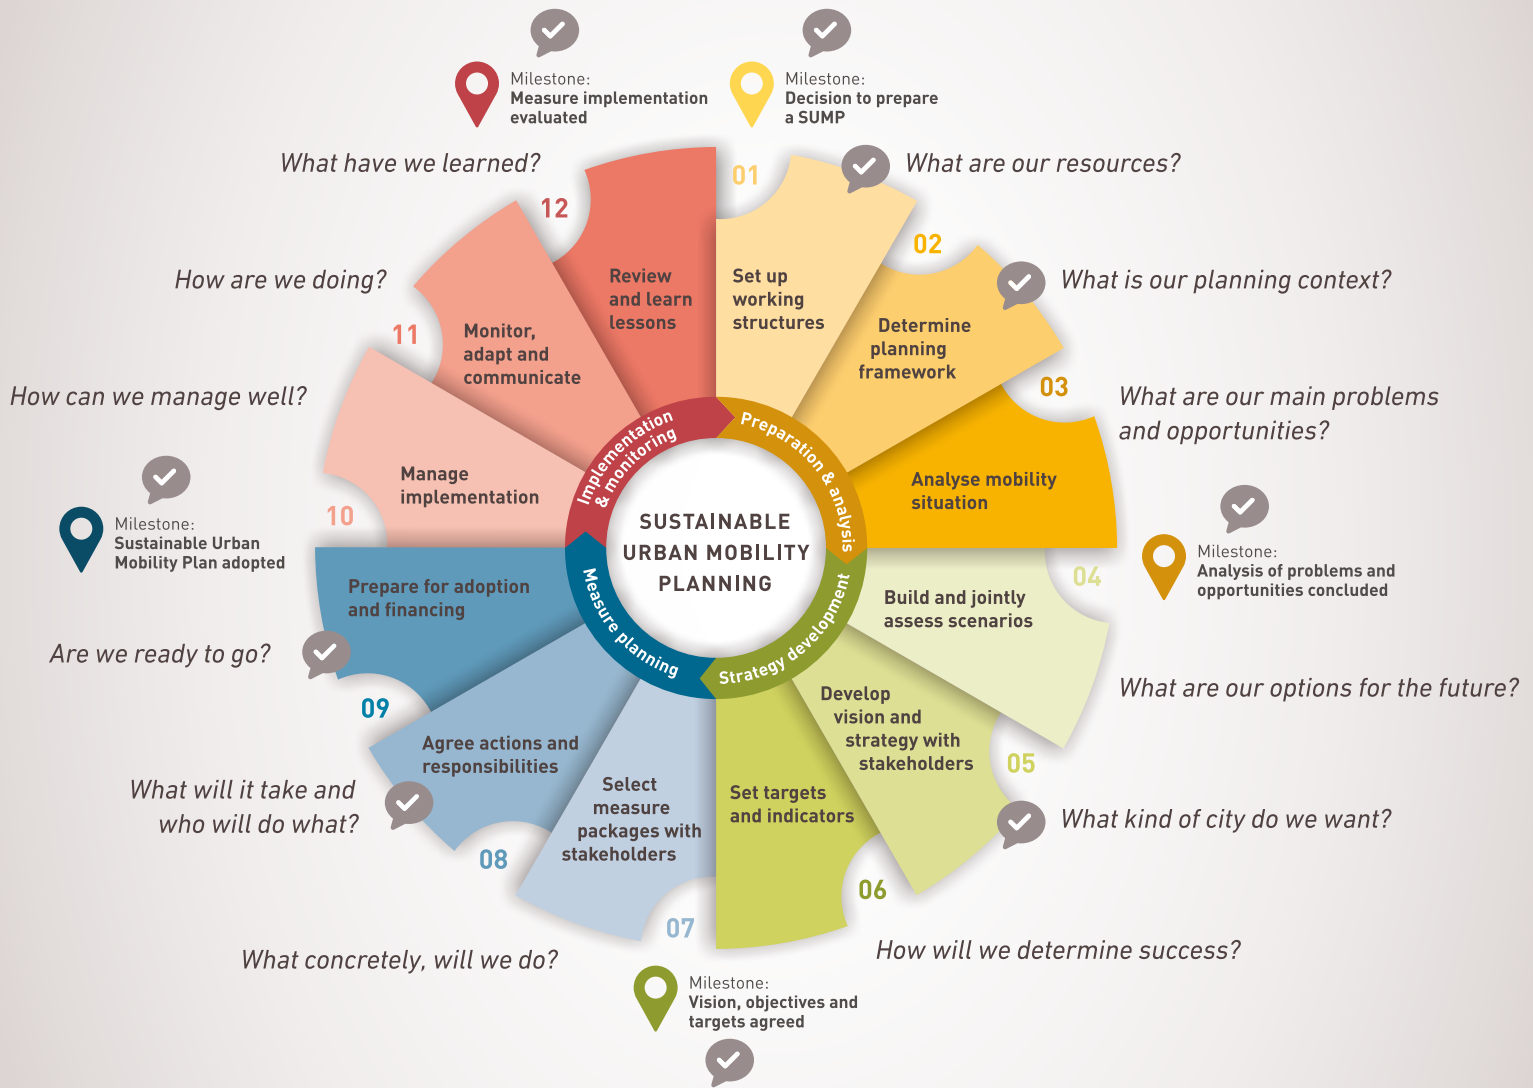 Milestone:
Measure implementation
evaluated
Milestone:
Decision to prepare
a SUMP
What have we learned?
What are our resources?
How are we doing?
What is our planning context?
How can we manage well?
What are our main problems
and opportunities?
Milestone:
Sustainable Urban
Mobility Plan adopted
Milestone:
Analysis of problems and
opportunities concluded
Are we ready to go?
What are our options for the future?
What will it take and
who will do what?
What kind of city do we want?
What concretely, will we do?
How will we determine success?
Milestone:
Vision, objectives and
targets agreed
01
Set up
working
structures
02
Determine
planning
framework
03
Analyse mobility
situation
04
Build and jointly
assess scenarios
05
Develop
vision and
strategy with
stakeholders
06
Set targets
and indicators
07
Select
measure
packages with
stakeholders
08
Agree actions and
responsibilities
09
Prepare for adoption
and financing
10
Manage
implementation
11
Monitor,
adapt and
communicate
12
Review
and learn
lessons
Preparation & analysis
Strategy development
Measure planning
Implementation
& monitoring
SUSTAINABLE
URBAN MOBILITY
PLANNING